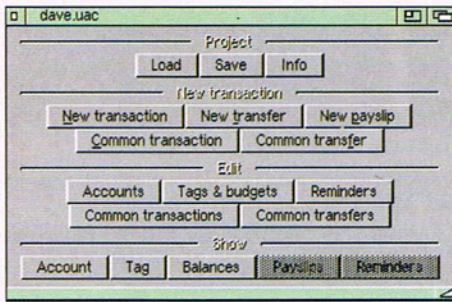 dave.uac
Project
Load Save Info
New transaction
New transaction New transfer New payslip
Common transaction Common transfer
Edit
Accounts Tags & budgets Reminders
Common transactions Common transfers
Show
Account Tag Balances Payslips Reminders